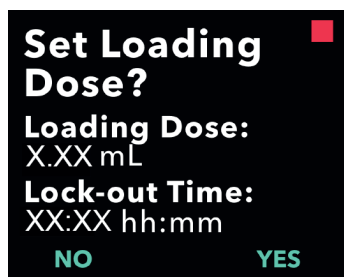 Set Loading
Dose?
Loading Dose:
X.XX mL
Lock-out Time:
XX:XX hh:mm
NO YES